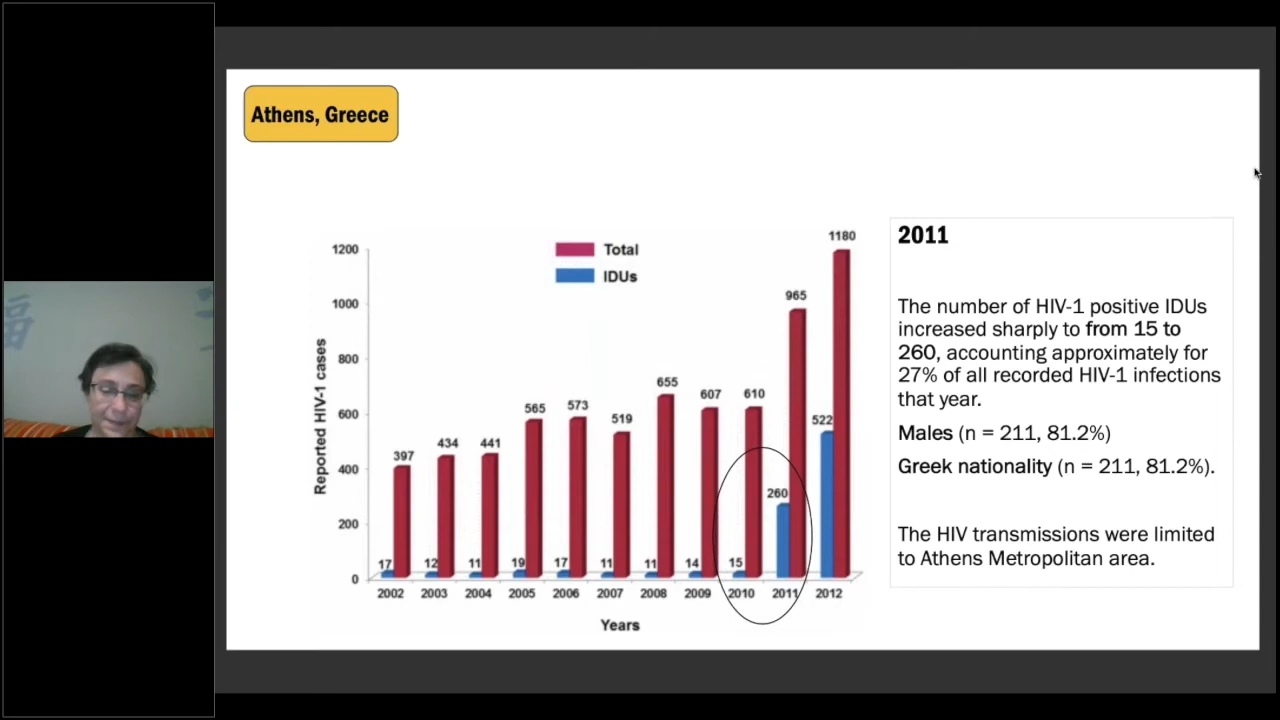 Athens, Greece
福
Total
IDUs
Reported HIV-1 cases
1200
1000
800
600
400
200
0
397
434
441
565
573
519
655
607
610
965
1180
17
12
11
19
17
11
11
14
15
260
522
2002
2003
2004
2005
2006
2007
2008
2009
2010
2011
2012
Years
2011
The number of HIV-1 positive IDUs
increased sharply to from 15 to
260, accounting approximately for
27% of all recorded HIV-1 infections
that year.
Males (n = 211, 81.2%)
Greek nationality (n = 211, 81.2%).
The HIV transmissions were limited
to Athens Metropolitan area.